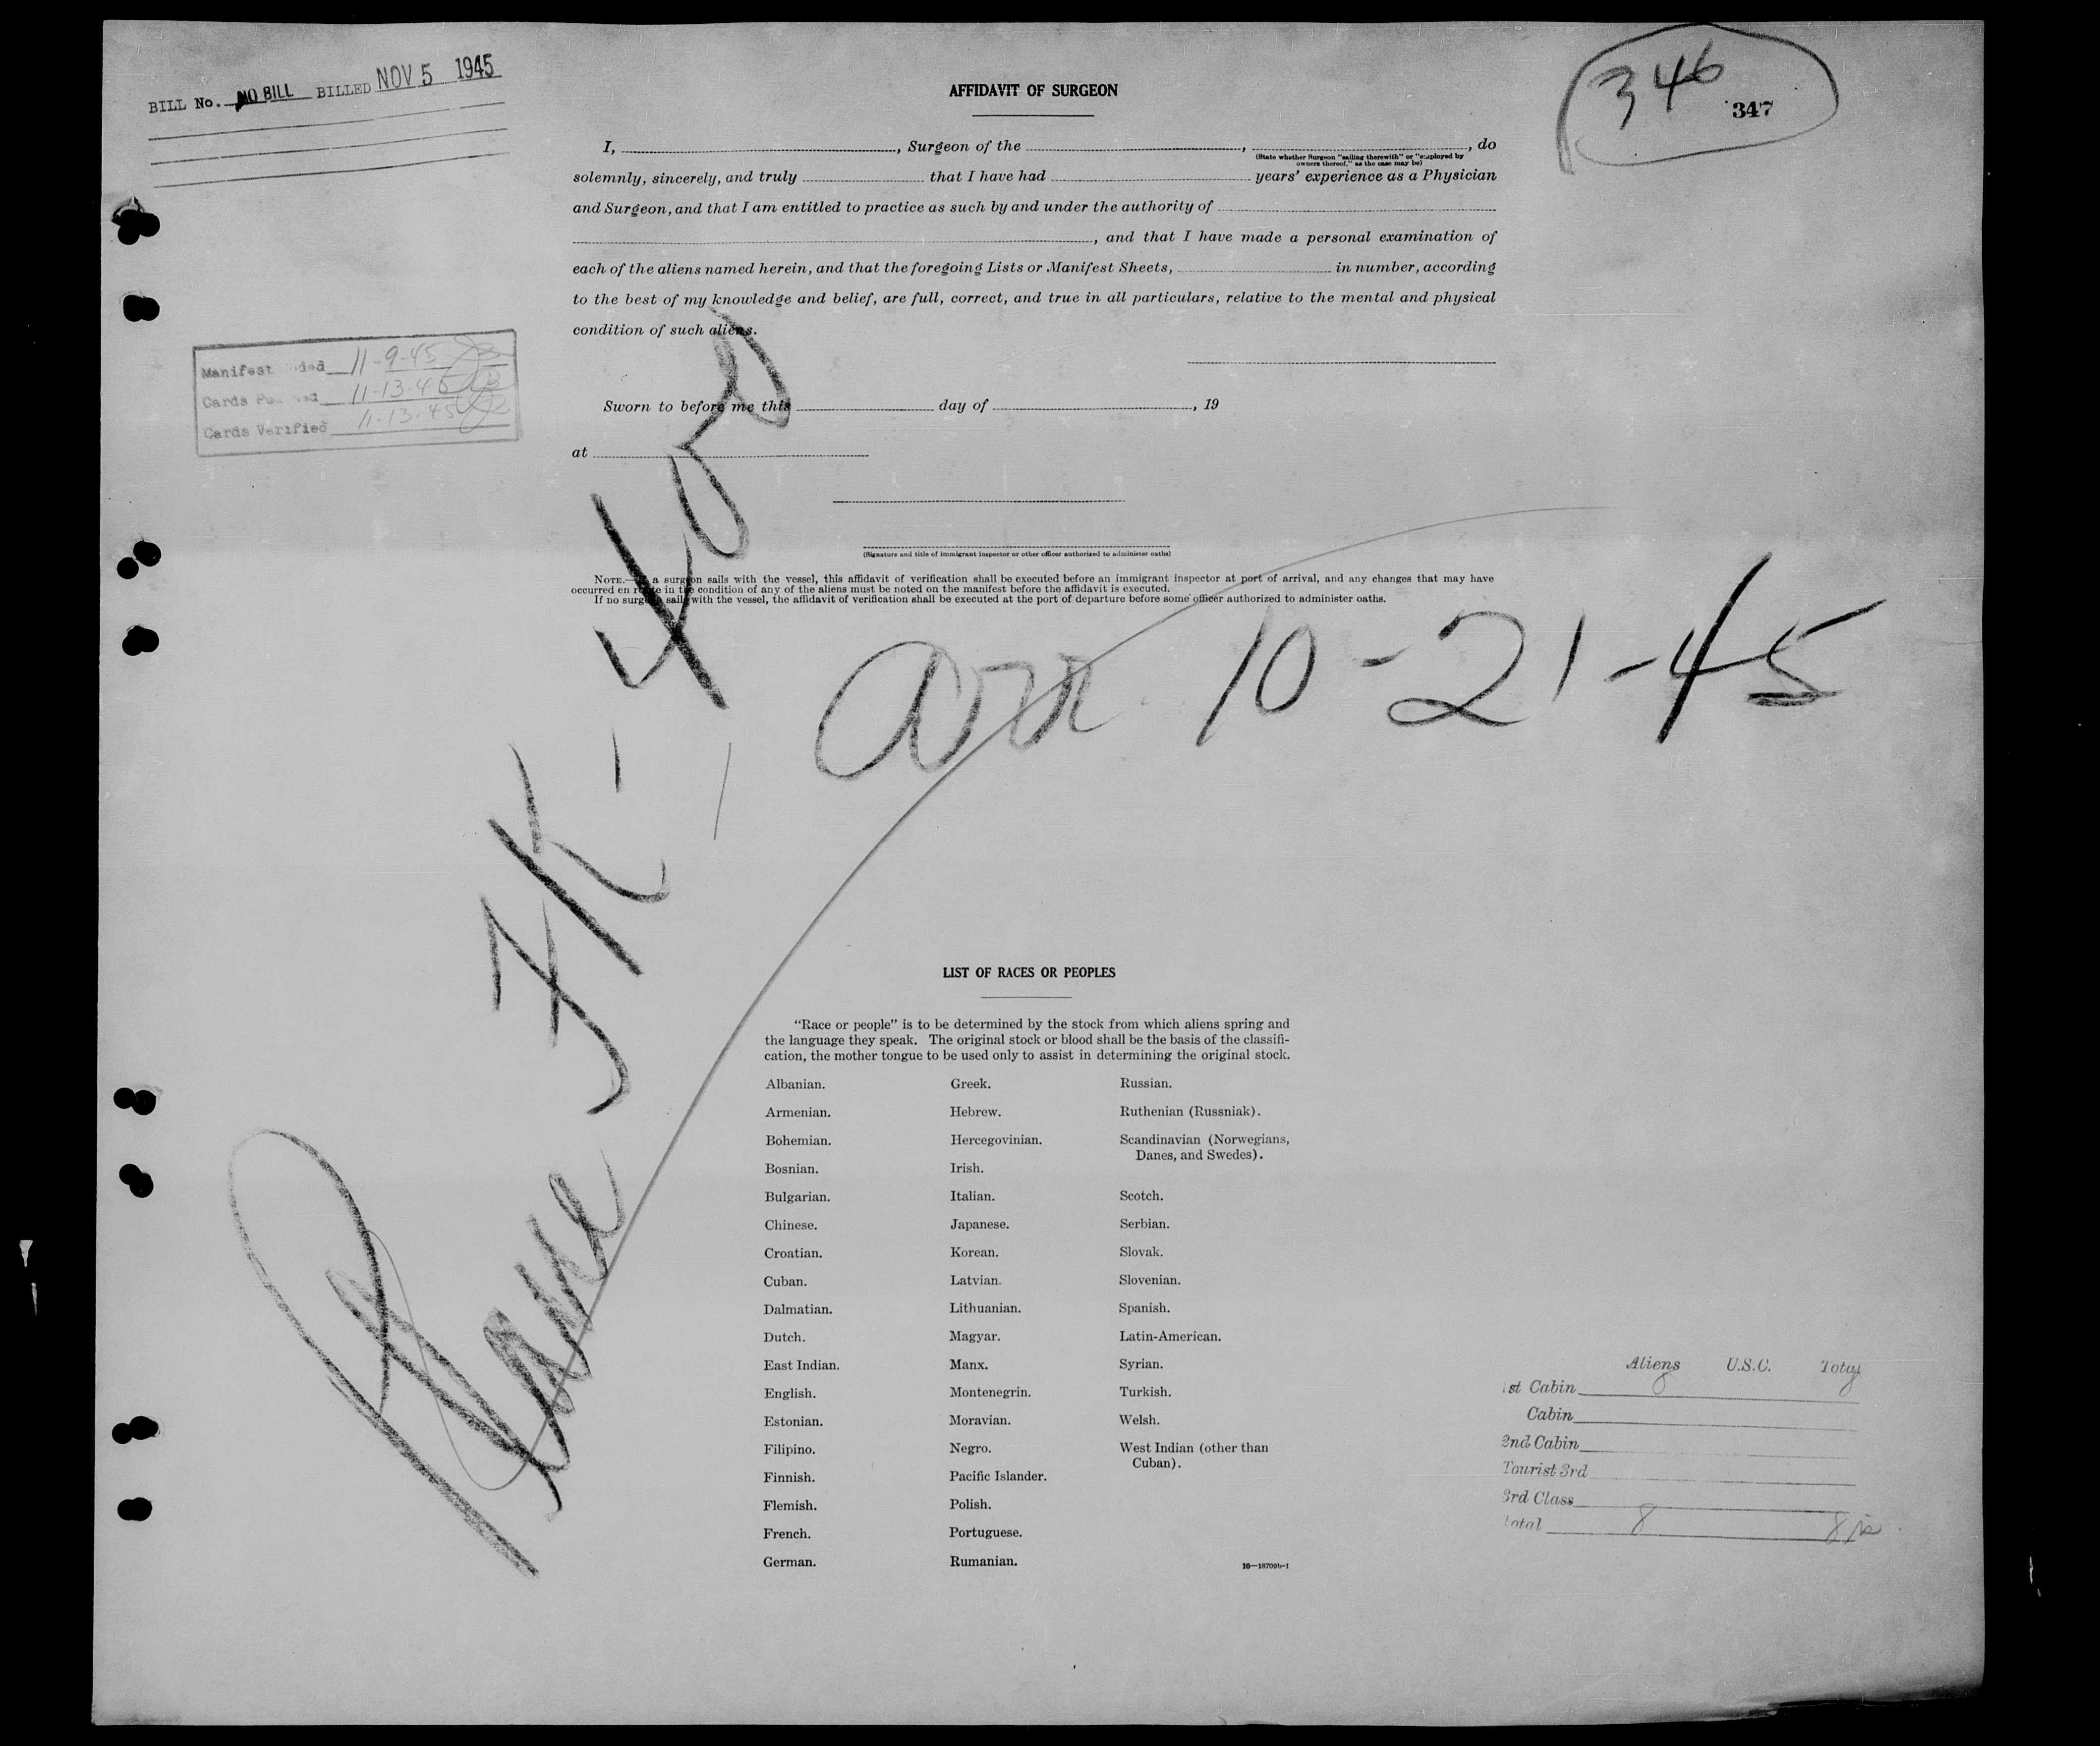 BILL No. NO BILL BILLED NOV 5 1945
346
347
AFFIDAVIT OF SURGEON
I, , Surgeon of the , , do
(State whether Surgeon "sailing therewith" or "employed by
owners thereof," as the case may be)
solemnly, sincerely, and truly that I have had years' experience as a Physician
and Surgeon, and that I am entitled to practice as such by and under the authority of
, and that I have made a personal examination of
each of the aliens named herein, and that the foregoing Lists or Manifest Sheets, in number, according
to the best of my knowledge and belief, are full, correct, and true in all particulars, relative to the mental and physical
condition of such aliens.
Manifest 11-9-45
Cards 11-13-45
Cards Verified 11-13-45
Sworn to before me this day of , 19
at
(Signature and title of immigrant inspector or other officer authorized to administer oaths)
NOTE.— a surgeon sails with the vessel, this affidavit of verification shall be executed before an immigrant inspector at port of arrival, and any changes that may have
occurred en route in the condition of any of the aliens must be noted on the manifest before the affidavit is executed.
If no surgeon sails with the vessel, the affidavit of verification shall be executed at the port of departure before some officer authorized to administer oaths.
arr. 10-21-45
Plane
LIST OF RACES OR PEOPLES
"Race or people" is to be determined by the stock from which aliens spring and
the language they speak. The original stock or blood shall be the basis of the classifi-
cation, the mother tongue to be used only to assist in determining the original stock.
Albanian. Greek. Russian.
Armenian. Hebrew. Ruthenian (Russniak).
Bohemian. Hercegovinian. Scandinavian (Norwegians,
Danes, and Swedes).
Bosnian. Irish.
Bulgarian. Italian. Scotch.
Chinese. Japanese. Serbian.
Croatian. Korean. Slovak.
Cuban. Latvian. Slovenian.
Dalmatian. Lithuanian. Spanish.
Dutch. Magyar. Latin-American.
East Indian. Manx. Syrian.
English. Montenegrin. Turkish.
Estonian. Moravian. Welsh.
Filipino. Negro. West Indian (other than
Cuban).
Finnish. Pacific Islander.
Flemish. Polish.
French. Portuguese.
German. Rumanian.
16—18709b-1
Aliens U.S.C. Total
1st Cabin 8 8
Cabin
2nd Cabin
Tourist 3rd
3rd Class
Total 8 8